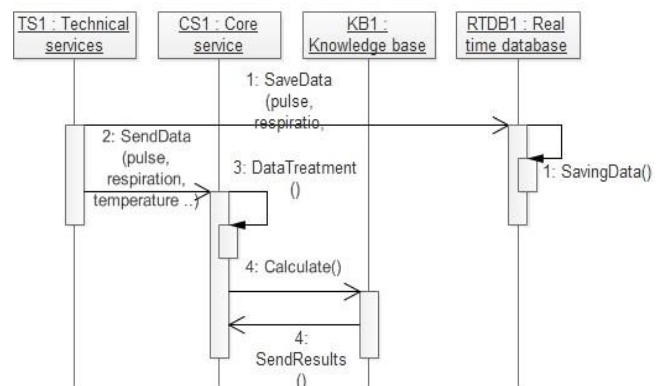 TS1 : Technical
services
CS1 : Core
service
KB1 :
Knowledge base
RTDB1 : Real
time database
1: SaveData
(pulse,
respiratio,
2: SendData
(pulse,
respiration,
temperature ..)
3: DataTreatment
()
1: SavingData()
4: Calculate()
4:
SendResults
()